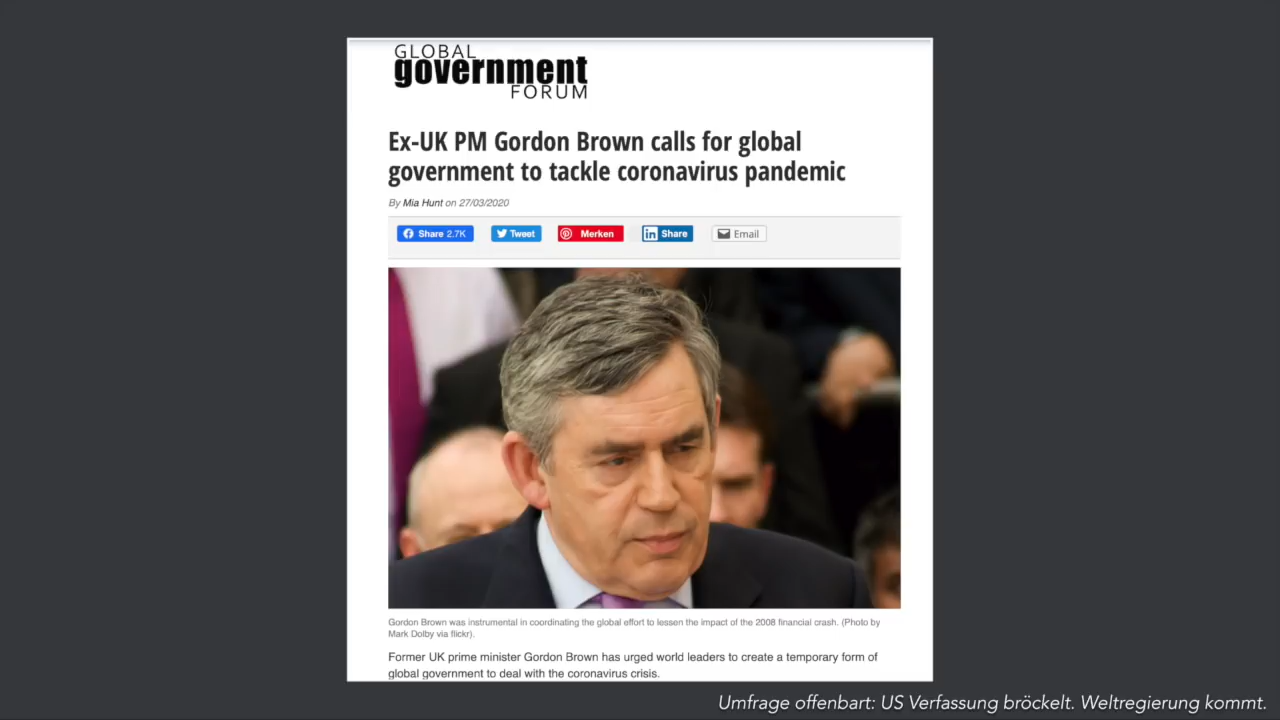 GLOBAL
government
FORUM
Ex-UK PM Gordon Brown calls for global
government to tackle coronavirus pandemic
By Mia Hunt on 27/03/2020
Share 2.7K Tweet Merken in Share Email
Gordon Brown was instrumental in coordinating the global effort to lessen the impact of the 2008 financial crash. (Photo by
Mark Dolby via flickr).
Former UK prime minister Gordon Brown has urged world leaders to create a temporary form of
global government to deal with the coronavirus crisis.
Umfrage offenbart: US Verfassung bröckelt. Weltregierung kommt.